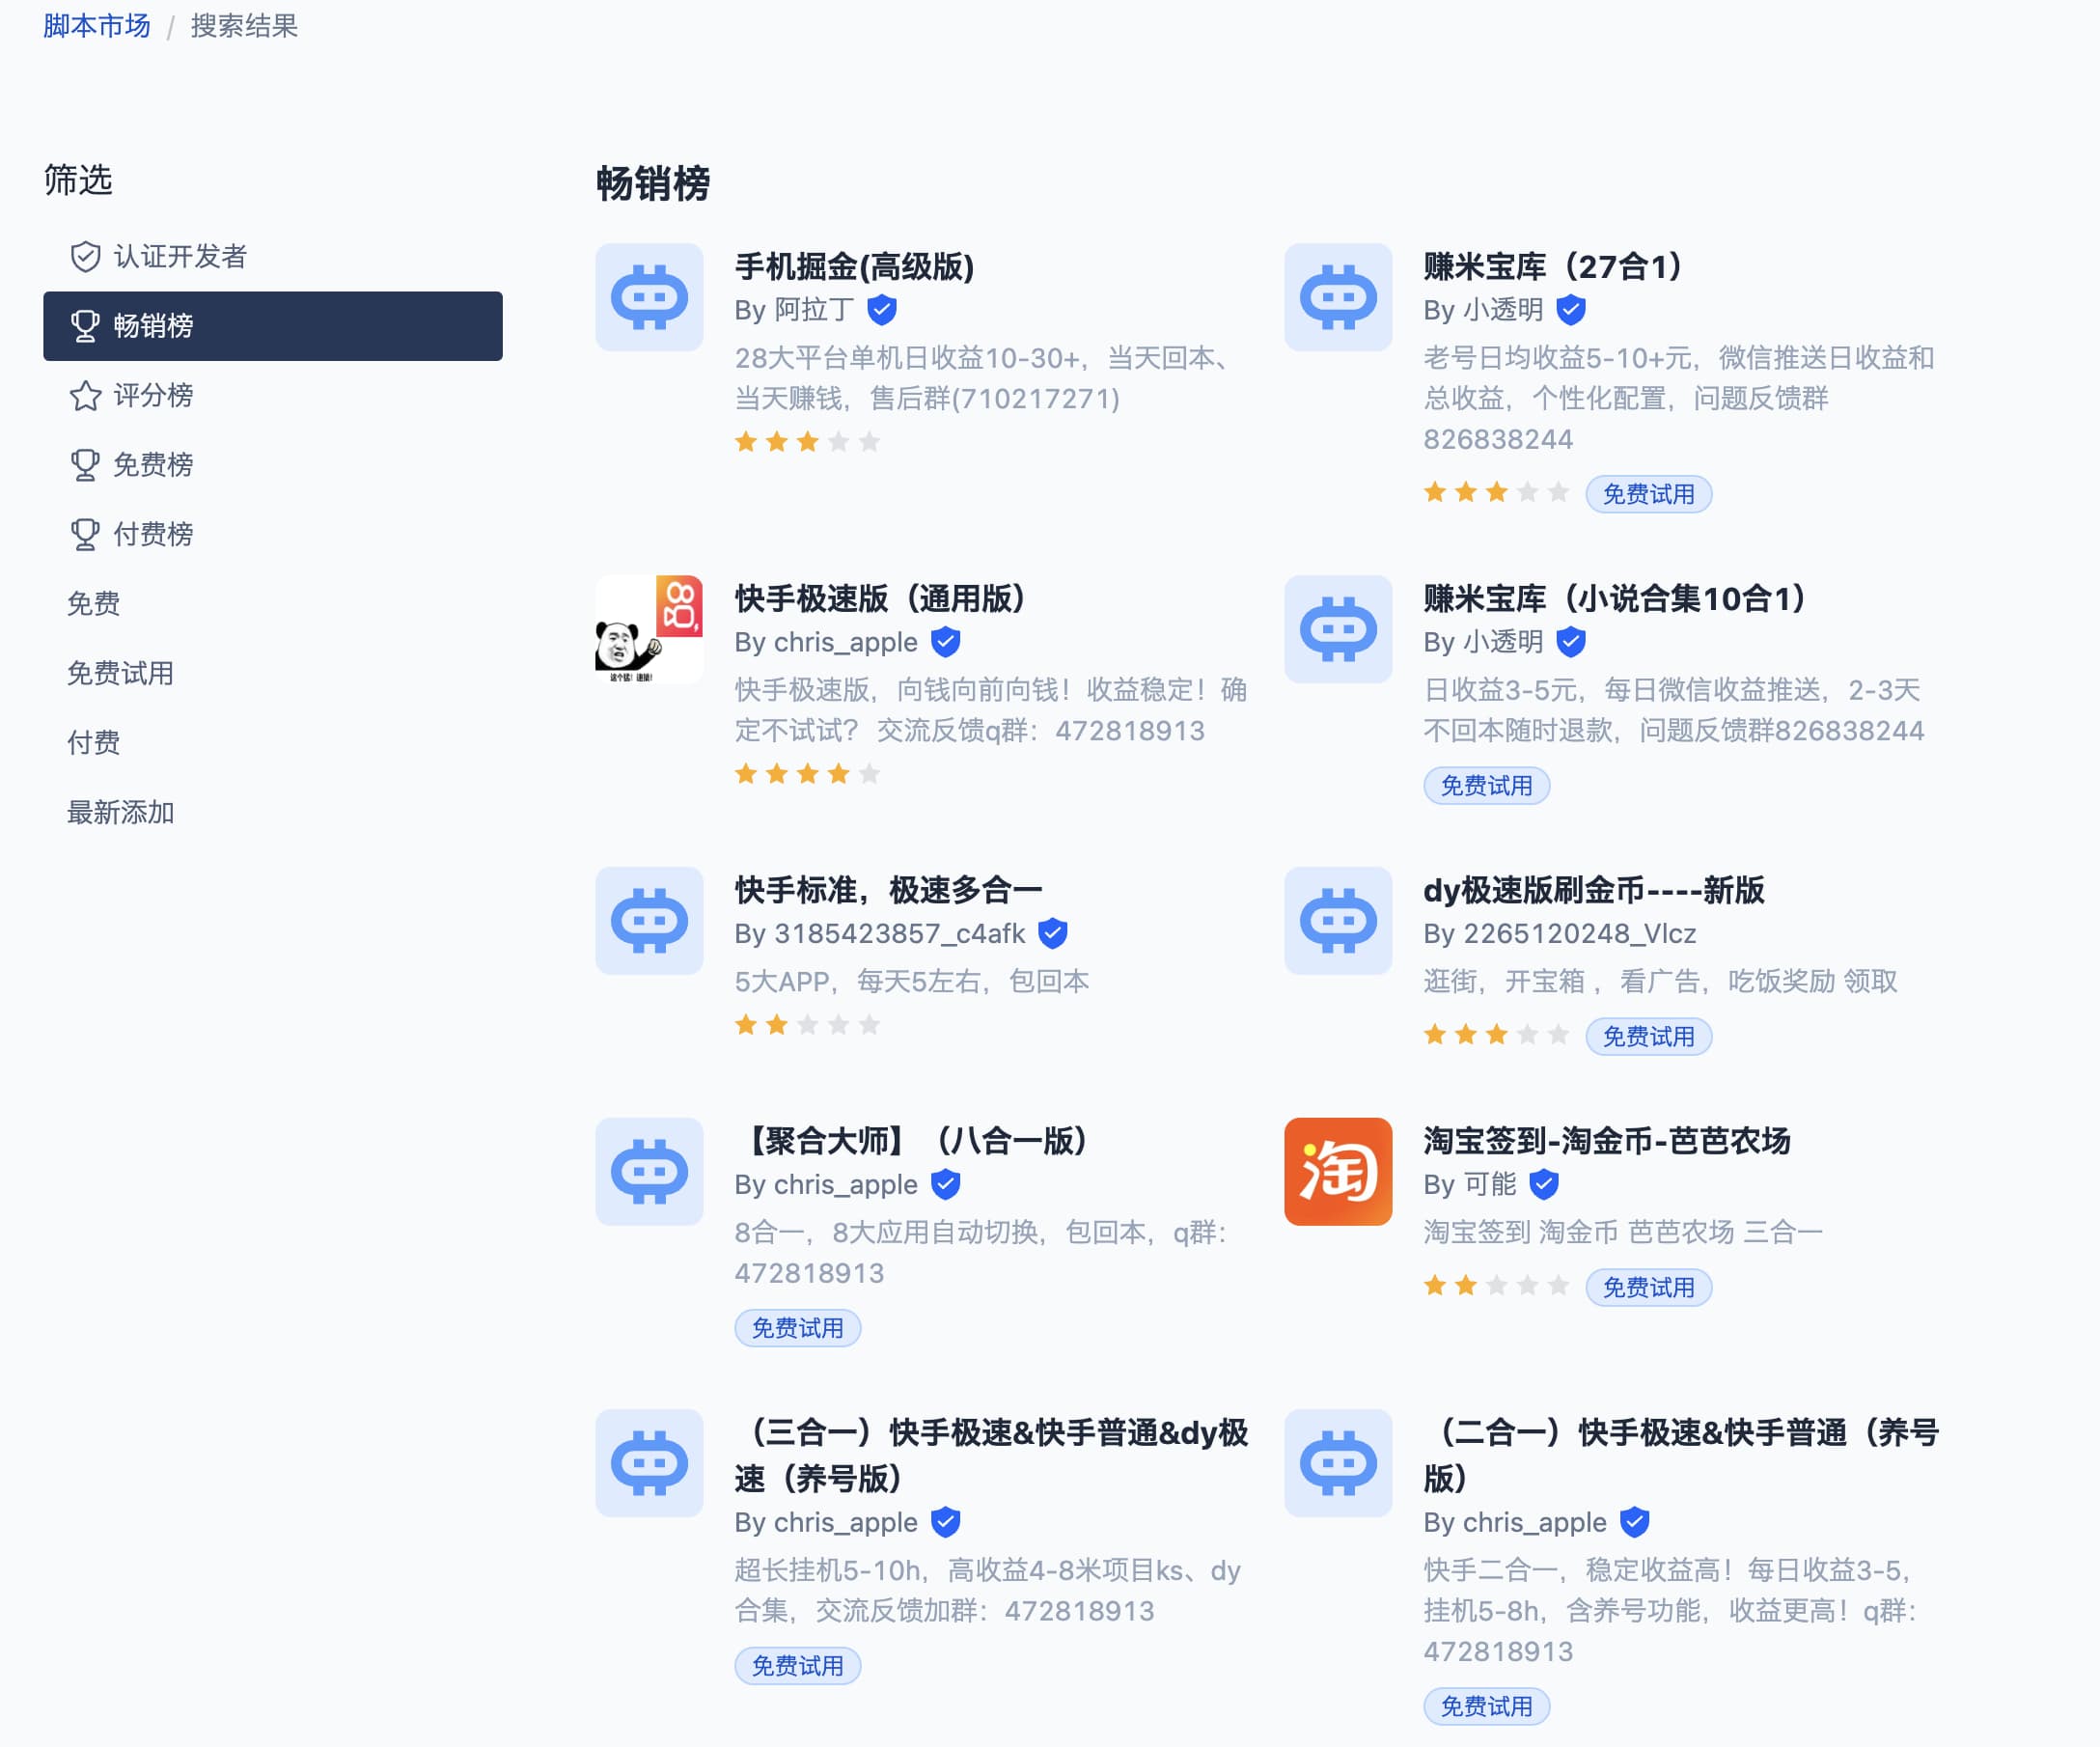 脚本市场 / 搜索结果
筛选
认证开发者
畅销榜
评分榜
免费榜
付费榜
免费
免费试用
付费
最新添加
畅销榜
手机掘金(高级版)
By 阿拉丁
28大平台单机日收益10-30+，当天回本、
当天赚钱，售后群(710217271)
赚米宝库（27合1）
By 小透明
老号日均收益5-10+元，微信推送日收益和
总收益，个性化配置，问题反馈群
826838244
免费试用
这个猛！速撸！
快手极速版（通用版）
By chris_apple
快手极速版，向钱向前向钱！收益稳定！确
定不试试？交流反馈q群：472818913
赚米宝库（小说合集10合1）
By 小透明
日收益3-5元，每日微信收益推送，2-3天
不回本随时退款，问题反馈群826838244
免费试用
快手标准，极速多合一
By 3185423857_c4afk
5大APP，每天5左右，包回本
dy极速版刷金币----新版
By 2265120248_Vlcz
逛街，开宝箱 ，看广告，吃饭奖励 领取
免费试用
【聚合大师】（八合一版）
By chris_apple
8合一，8大应用自动切换，包回本，q群：
472818913
免费试用
淘
淘宝签到-淘金币-芭芭农场
By 可能
淘宝签到 淘金币 芭芭农场 三合一
免费试用
（三合一）快手极速&快手普通&dy极
速（养号版）
By chris_apple
超长挂机5-10h，高收益4-8米项目ks、dy
合集，交流反馈加群：472818913
免费试用
（二合一）快手极速&快手普通（养号
版）
By chris_apple
快手二合一，稳定收益高！每日收益3-5，
挂机5-8h，含养号功能，收益更高！q群：
472818913
免费试用